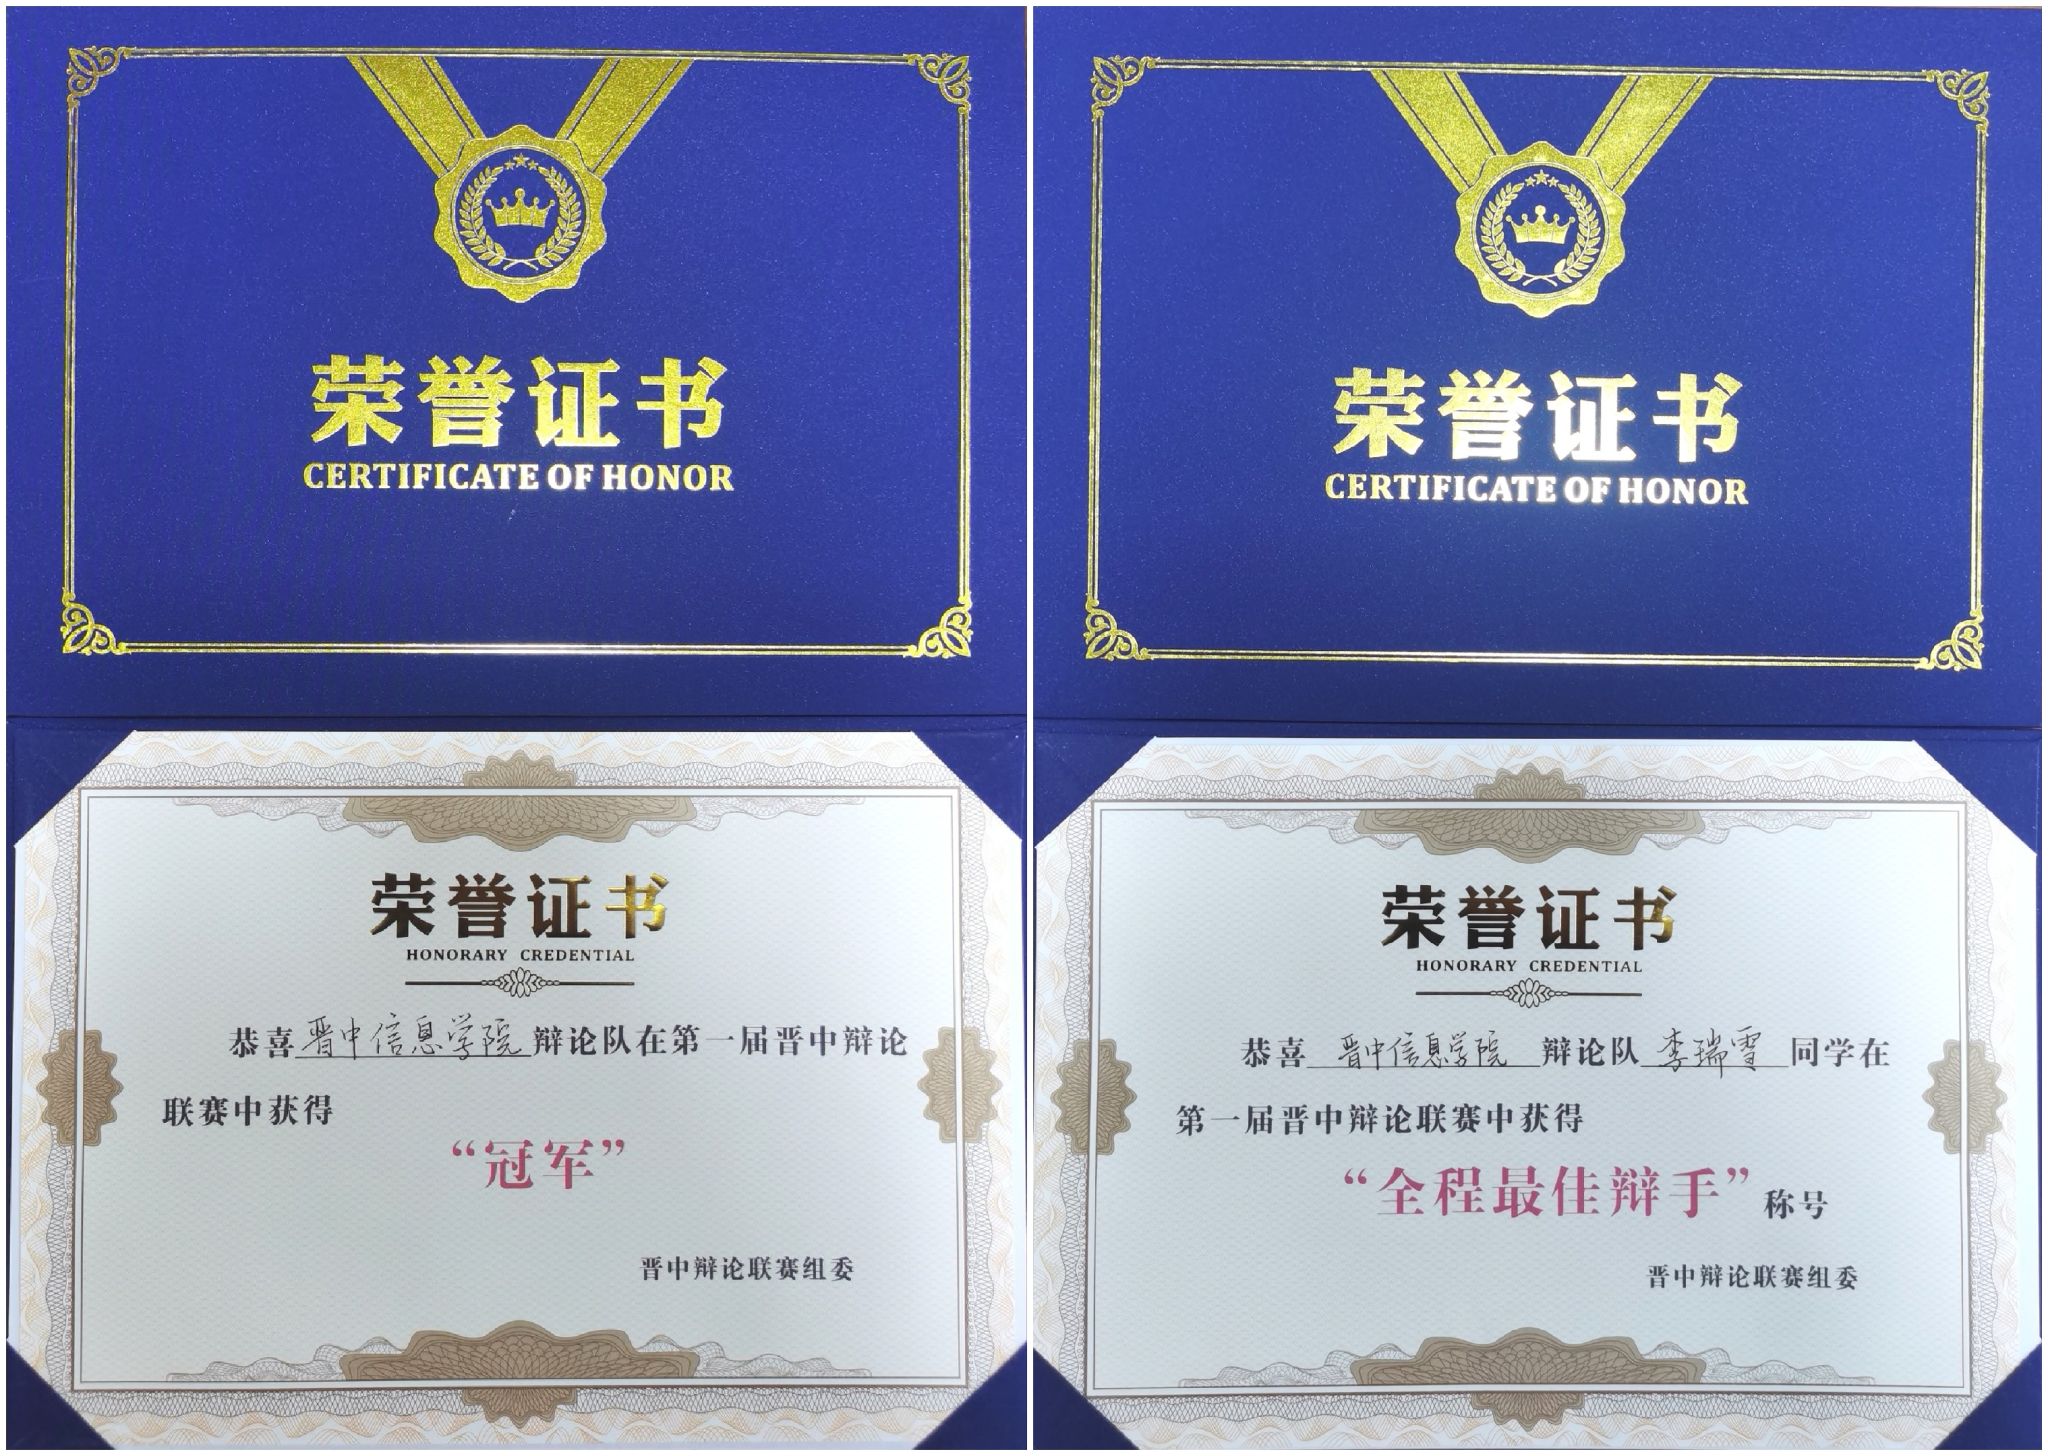 荣誉证书
CERTIFICATE OF HONOR
荣誉证书
HONORARY CREDENTIAL
恭喜晋中信息学院辩论队在第一届晋中辩论
联赛中获得
“冠军”
晋中辩论联赛组委
荣誉证书
CERTIFICATE OF HONOR
荣誉证书
HONORARY CREDENTIAL
恭喜 晋中信息学院 辩论队 李瑞雪 同学在
第一届晋中辩论联赛中获得
“全程最佳辩手”称号
晋中辩论联赛组委